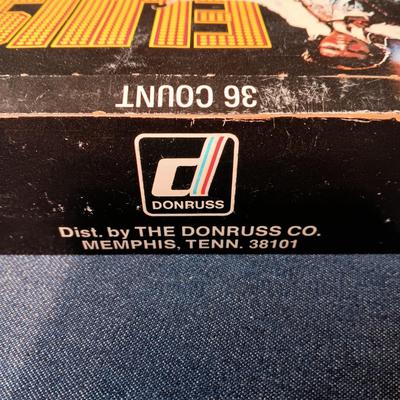 36 COUNT
DONRUSS
Dist. by THE DONRUSS CO.
MEMPHIS, TENN. 38101